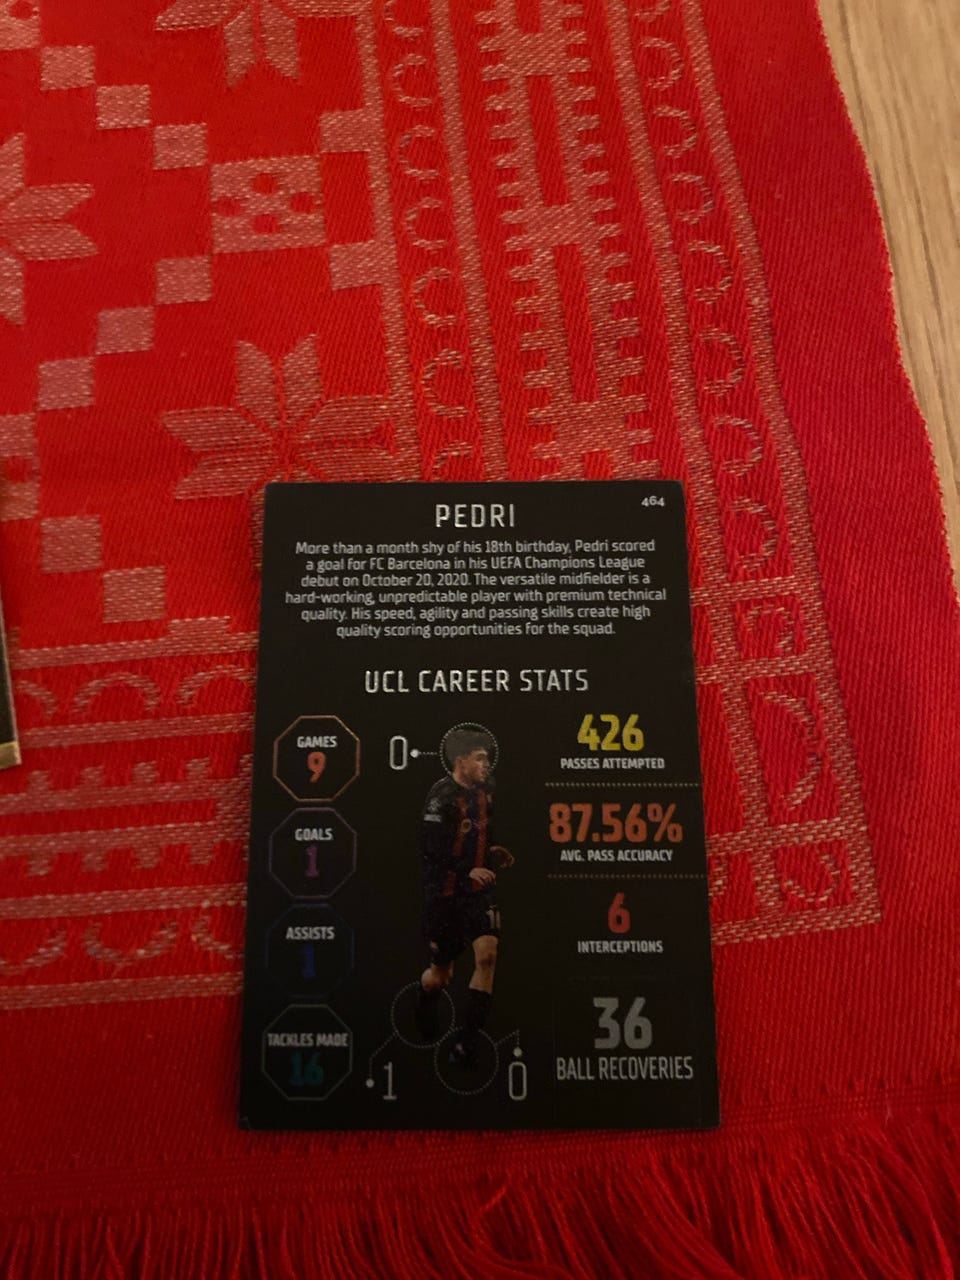 464
PEDRI
More than a month shy of his 18th birthday, Pedri scored
a goal for FC Barcelona in his UEFA Champions League
debut on October 20, 2020. The versatile midfielder is a
hard-working, unpredictable player with premium technical
quality. His speed, agility and passing skills create high
quality scoring opportunities for the squad.
UCL CAREER STATS
GAMES
9
GOALS
1
ASSISTS
1
TACKLES MADE
16
0
1
0
426
PASSES ATTEMPTED
87.56%
AVG. PASS ACCURACY
6
INTERCEPTIONS
36
BALL RECOVERIES